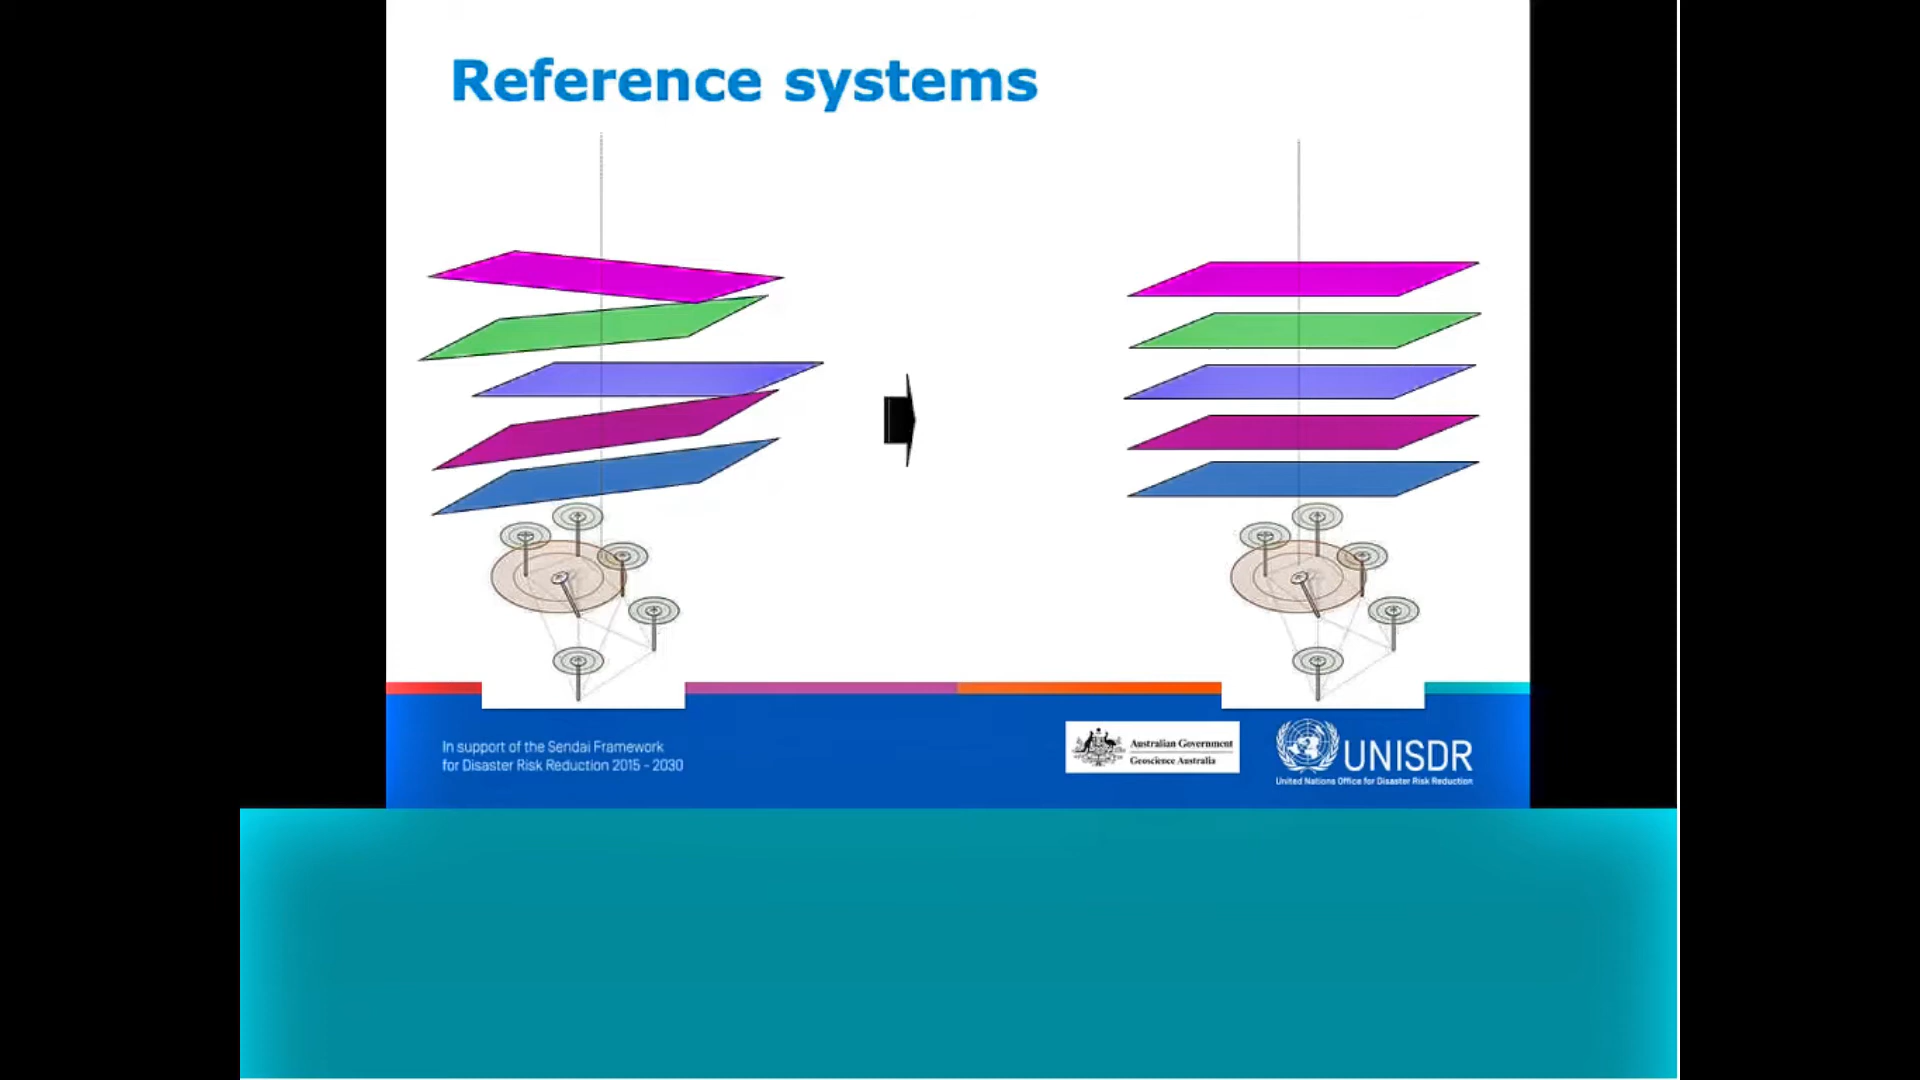 Reference systems
In support of the Sendai Framework
for Disaster Risk Reduction 2015 - 2030
Australian Government
Geoscience Australia
UNISDR
United Nations Office for Disaster Risk Reduction